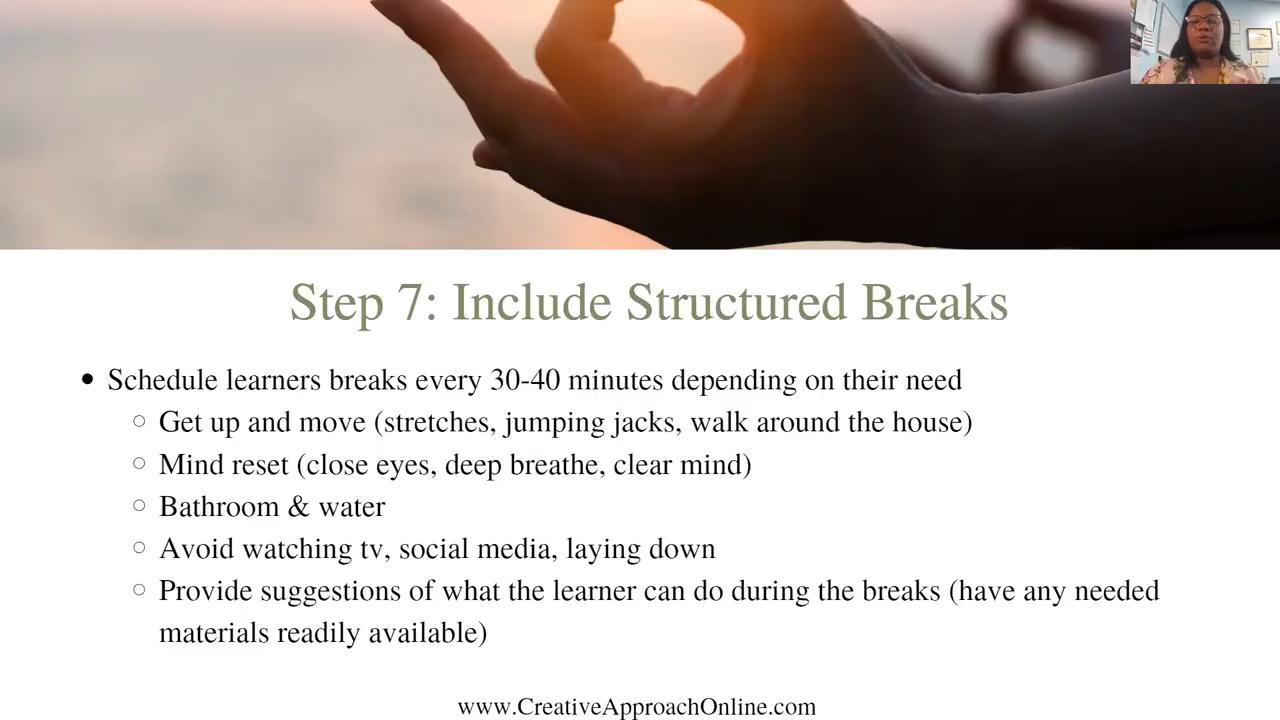 Step 7: Include Structured Breaks
• Schedule learners breaks every 30-40 minutes depending on their need
○ Get up and move (stretches, jumping jacks, walk around the house)
○ Mind reset (close eyes, deep breathe, clear mind)
○ Bathroom & water
○ Avoid watching tv, social media, laying down
○ Provide suggestions of what the learner can do during the breaks (have any needed
materials readily available)
www.CreativeApproachOnline.com